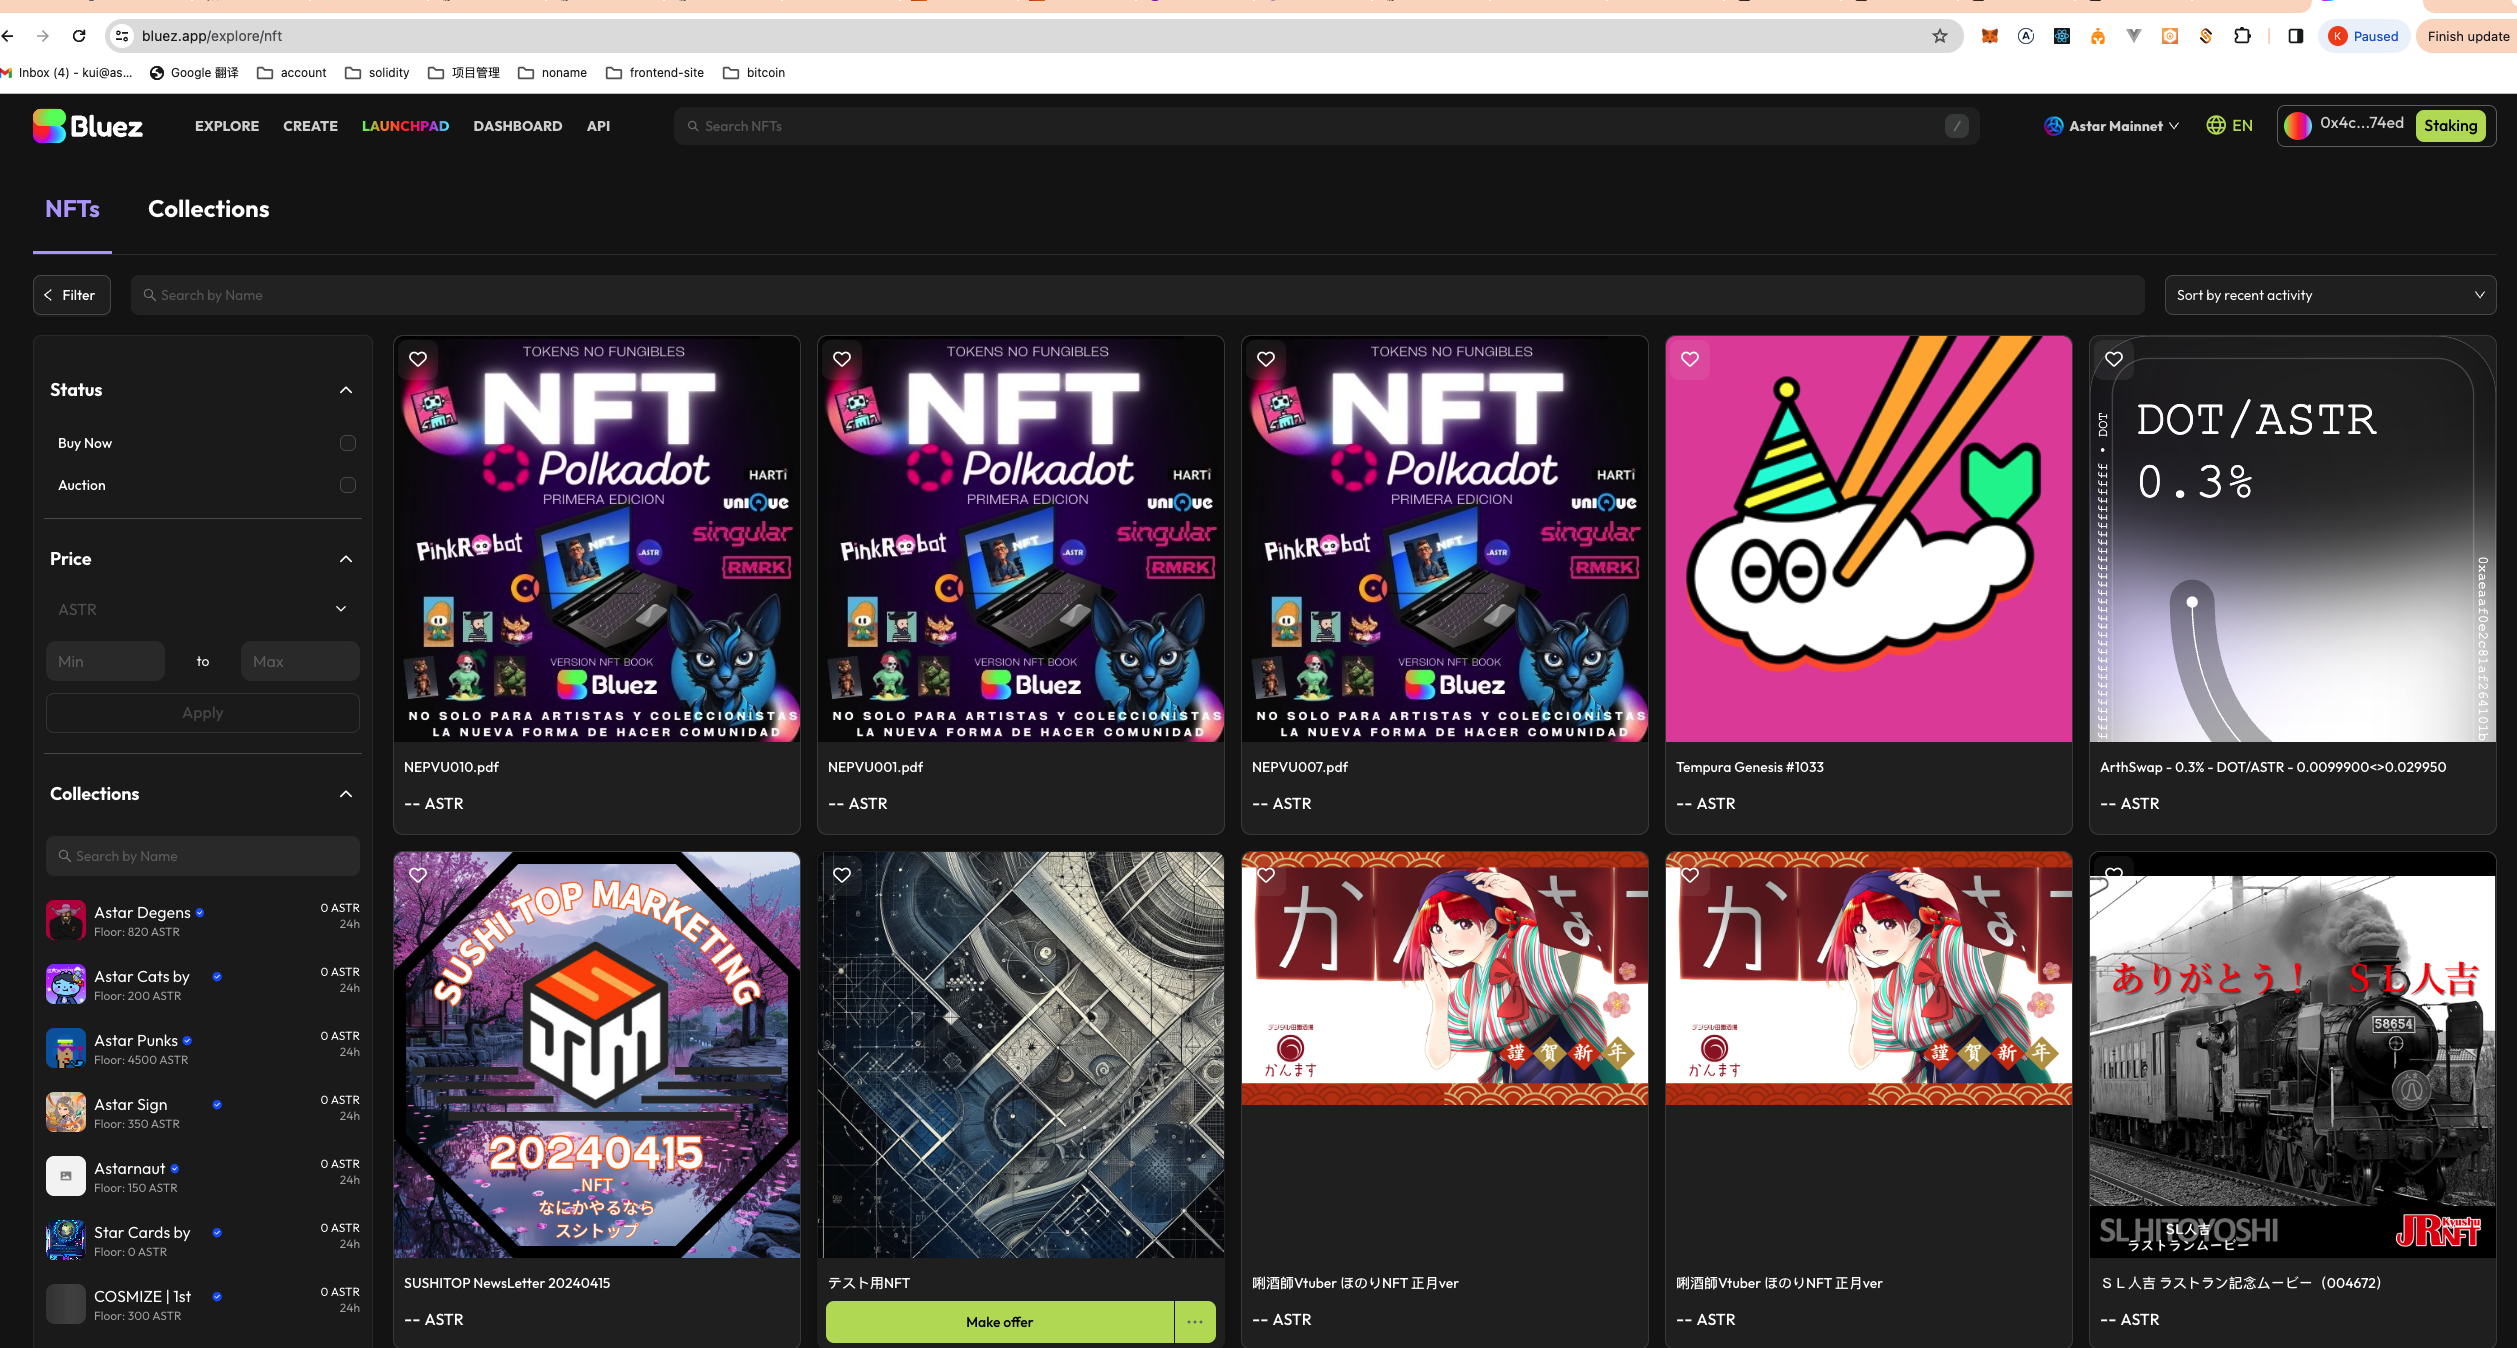 bluez.app/explore/nft
Paused
Finish update
Inbox (4) - kui@as...
Google 翻译
account
solidity
项目管理
noname
frontend-site
bitcoin
Bluez
EXPLORE
CREATE
LAUNCHPAD
DASHBOARD
API
Search NFTs
/
Astar Mainnet
EN
0x4c...74ed
Staking
NFTs
Collections
Filter
Search by Name
Sort by recent activity
Status
Buy Now
Auction
Price
ASTR
Min
to
Max
Apply
Collections
Search by Name
Astar Degens
Floor: 820 ASTR
0 ASTR
24h
Astar Cats by
Floor: 200 ASTR
0 ASTR
24h
Astar Punks
Floor: 4500 ASTR
0 ASTR
24h
Astar Sign
Floor: 350 ASTR
0 ASTR
24h
Astarnaut
Floor: 150 ASTR
0 ASTR
24h
Star Cards by
Floor: 0 ASTR
0 ASTR
24h
COSMIZE | 1st
Floor: 300 ASTR
0 ASTR
24h
TOKENS NO FUNGIBLES
NFT
Polkadot
PRIMERA EDICION
HARTi
UNIQUE
singular
PinkRobot
.ASTR
RMRK
VERSION NFT BOOK
Bluez
NO SOLO PARA ARTISTAS Y COLECCIONISTAS
LA NUEVA FORMA DE HACER COMUNIDAD
NEPVU010.pdf
-- ASTR
TOKENS NO FUNGIBLES
NFT
Polkadot
PRIMERA EDICION
HARTi
UNIQUE
singular
PinkRobot
.ASTR
RMRK
VERSION NFT BOOK
Bluez
NO SOLO PARA ARTISTAS Y COLECCIONISTAS
LA NUEVA FORMA DE HACER COMUNIDAD
NEPVU001.pdf
-- ASTR
TOKENS NO FUNGIBLES
NFT
Polkadot
PRIMERA EDICION
HARTi
UNIQUE
singular
PinkRobot
.ASTR
RMRK
VERSION NFT BOOK
Bluez
NO SOLO PARA ARTISTAS Y COLECCIONISTAS
LA NUEVA FORMA DE HACER COMUNIDAD
NEPVU007.pdf
-- ASTR
Tempura Genesis #1033
-- ASTR
DOT/ASTR
0.3%
• DOT
0xaeaaf0e2c81af264101b
ArthSwap - 0.3% - DOT/ASTR - 0.0099900<>0.029950
-- ASTR
SUSHI TOP MARKETING
20240415
NFT
なにかやるなら
スシトップ
SUSHITOP NewsLetter 20240415
-- ASTR
テスト用NFT
Make offer
か
ま
す
謹賀新年
かんます
唎酒師Vtuber ほのりNFT 正月ver
-- ASTR
か
ま
す
謹賀新年
かんます
唎酒師Vtuber ほのりNFT 正月ver
-- ASTR
ありがとう！ ＳＬ人吉
58654
SL HITOYOSHI
SL人吉
ラストランムービー
Kyushu
JRNFT
ＳＬ人吉 ラストラン記念ムービー（004672）
-- ASTR